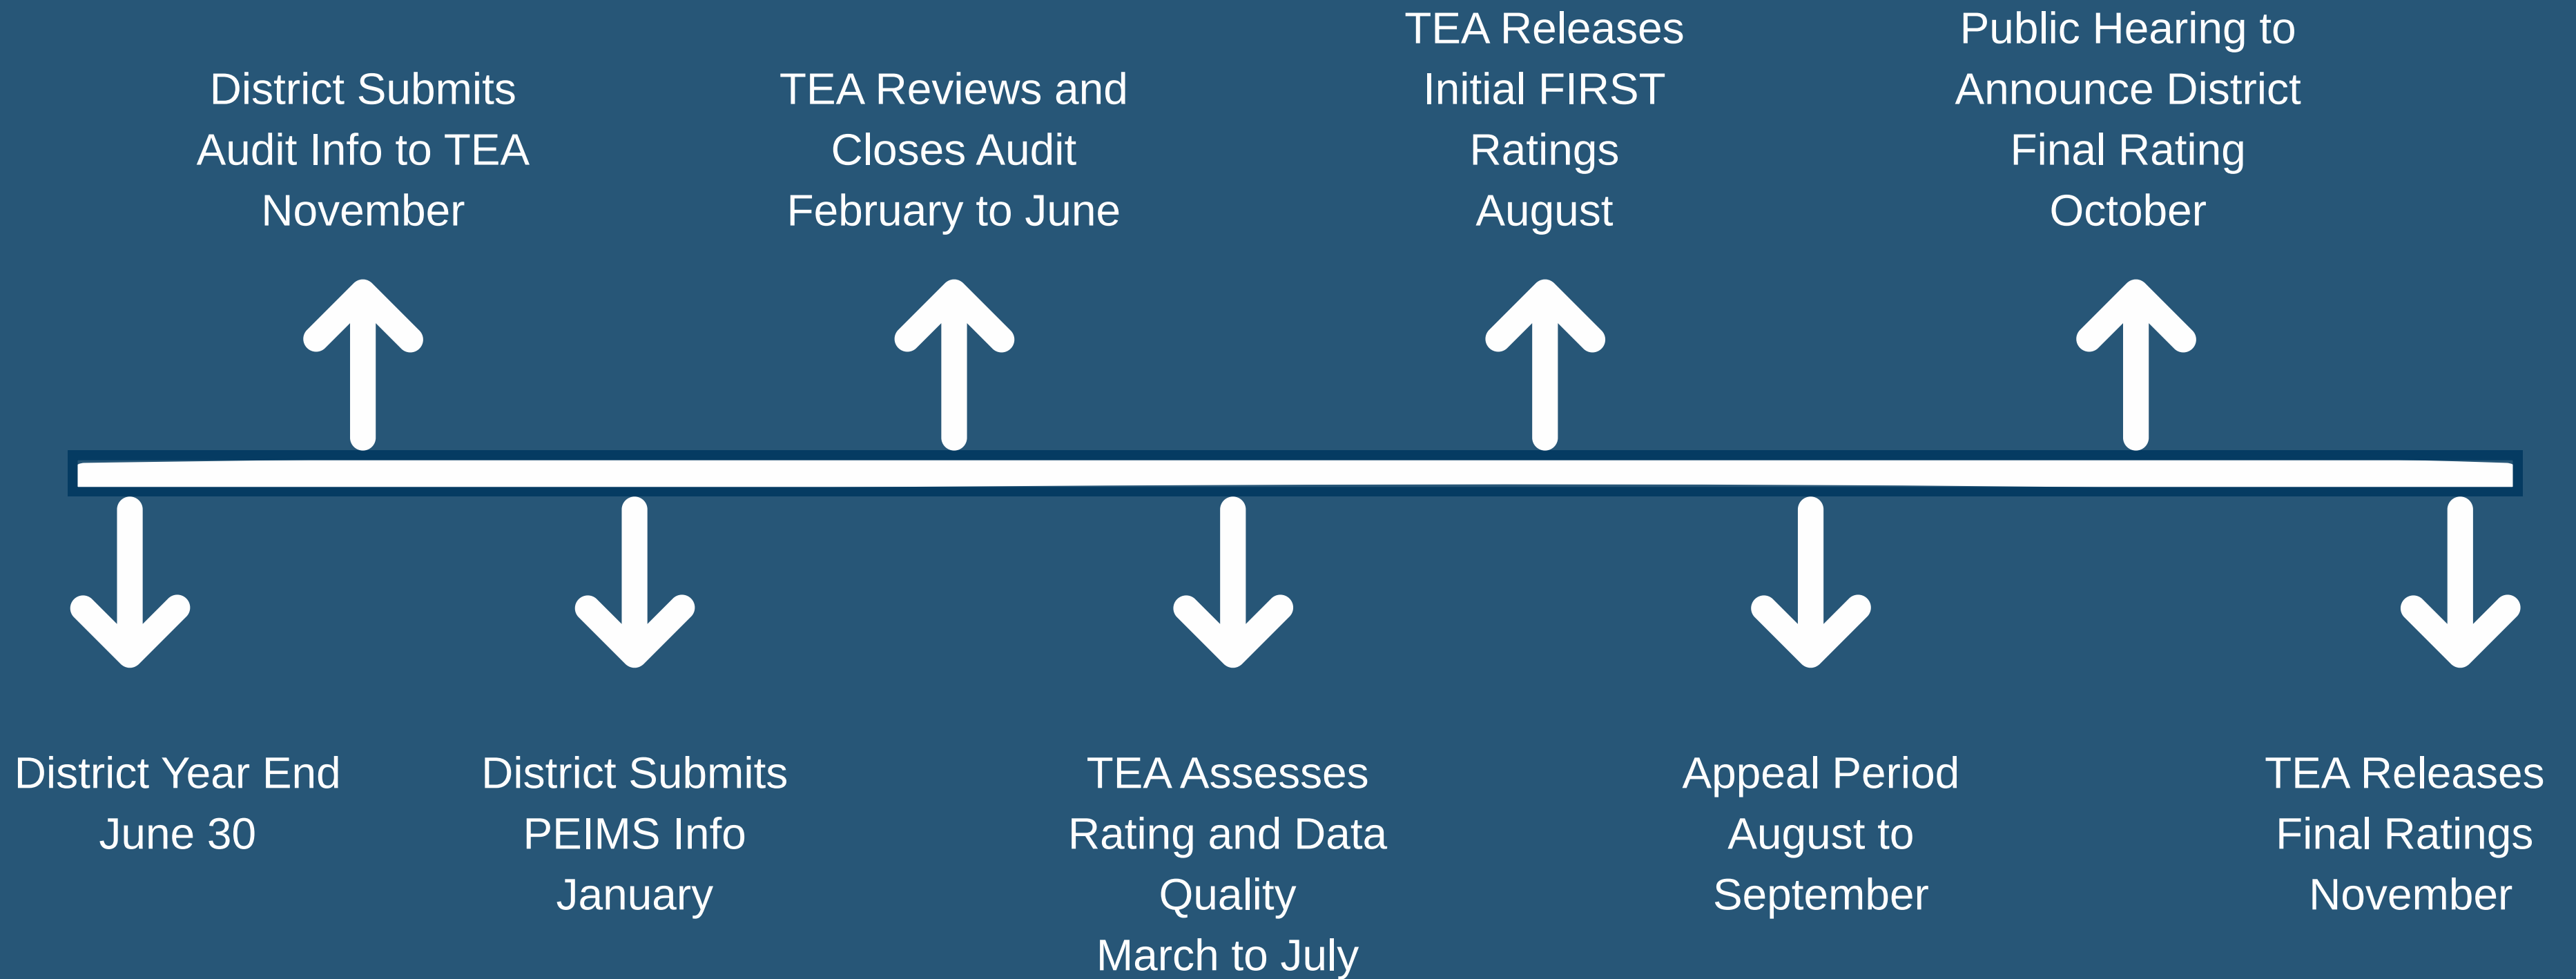 District Submits
Audit Info to TEA
November
TEA Reviews and
Closes Audit
February to June
TEA Releases
Initial FIRST
Ratings
August
Public Hearing to
Announce District
Final Rating
October
District Year End
June 30
District Submits
PEIMS Info
January
TEA Assesses
Rating and Data
Quality
March to July
Appeal Period
August to
September
TEA Releases
Final Ratings
November